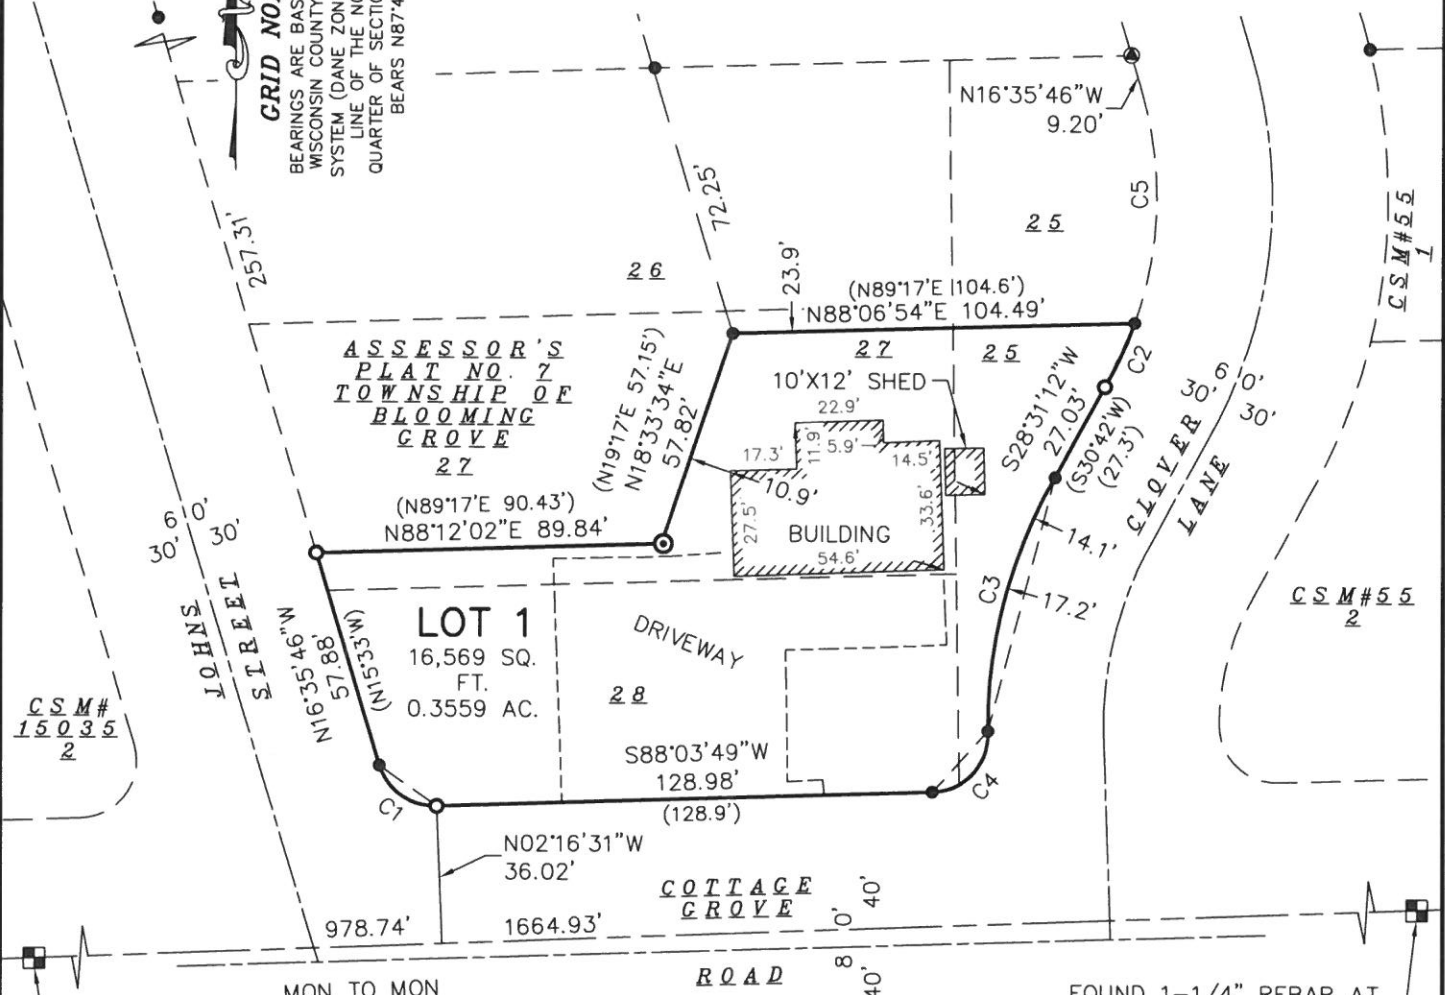 GRID NO
BEARINGS ARE BAS
WISCONSIN COUNTY
SYSTEM (DANE ZON
LINE OF THE NO
QUARTER OF SECTIO
BEARS N87°4
N16°35'46"W
9.20'
C5
72.25'
257.31'
25
26
23.9'
(N89°17'E 104.6')
N88°06'54"E 104.49'
CSM#55
1
ASSESSOR'S
PLAT NO. 7
TOWNSHIP OF
BLOOMING
GROVE
27
(N19°17'E 57.15')
N18°33'34"E
57.82'
27
25
10'X12' SHED
22.9'
11.9'
5.9'
17.3'
14.5'
10.9'
27.5'
33.6'
BUILDING
54.6'
S28°31'12"W
27.03'
(S30°42'W)
(27.3')
C2
60'
30'
30'
CLOVER
LANE
(N89°17'E 90.43')
N88°12'02"E 89.84'
60'
30'
30'
JOHNS
STREET
14.1'
C3
17.2'
CSM#55
2
N16°35'46"W
57.88'
(N15°33'W)
LOT 1
16,569 SQ.
FT.
0.3559 AC.
DRIVEWAY
28
CSM#
15035
2
S88°03'49"W
128.98'
(128.9')
C1
C4
N02°16'31"W
36.02'
COTTAGE
GROVE
80'
40'
40'
978.74'
1664.93'
ROAD
MON TO MON
FOUND 1-1/4" REBAR AT